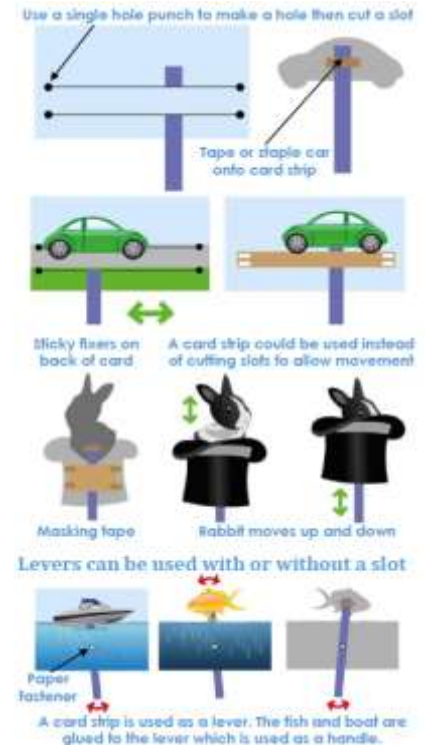 Use a single hole punch to make a hole then cut a slot
Tape or staple car
onto card strip
Sticky fixers on
back of card
A card strip could be used instead
of cutting slots to allow movement
Masking tape
Rabbit moves up and down
Levers can be used with or without a slot
Paper
fastener
A card strip is used as a lever. The fish and boat are
glued to the lever which is used as a handle.